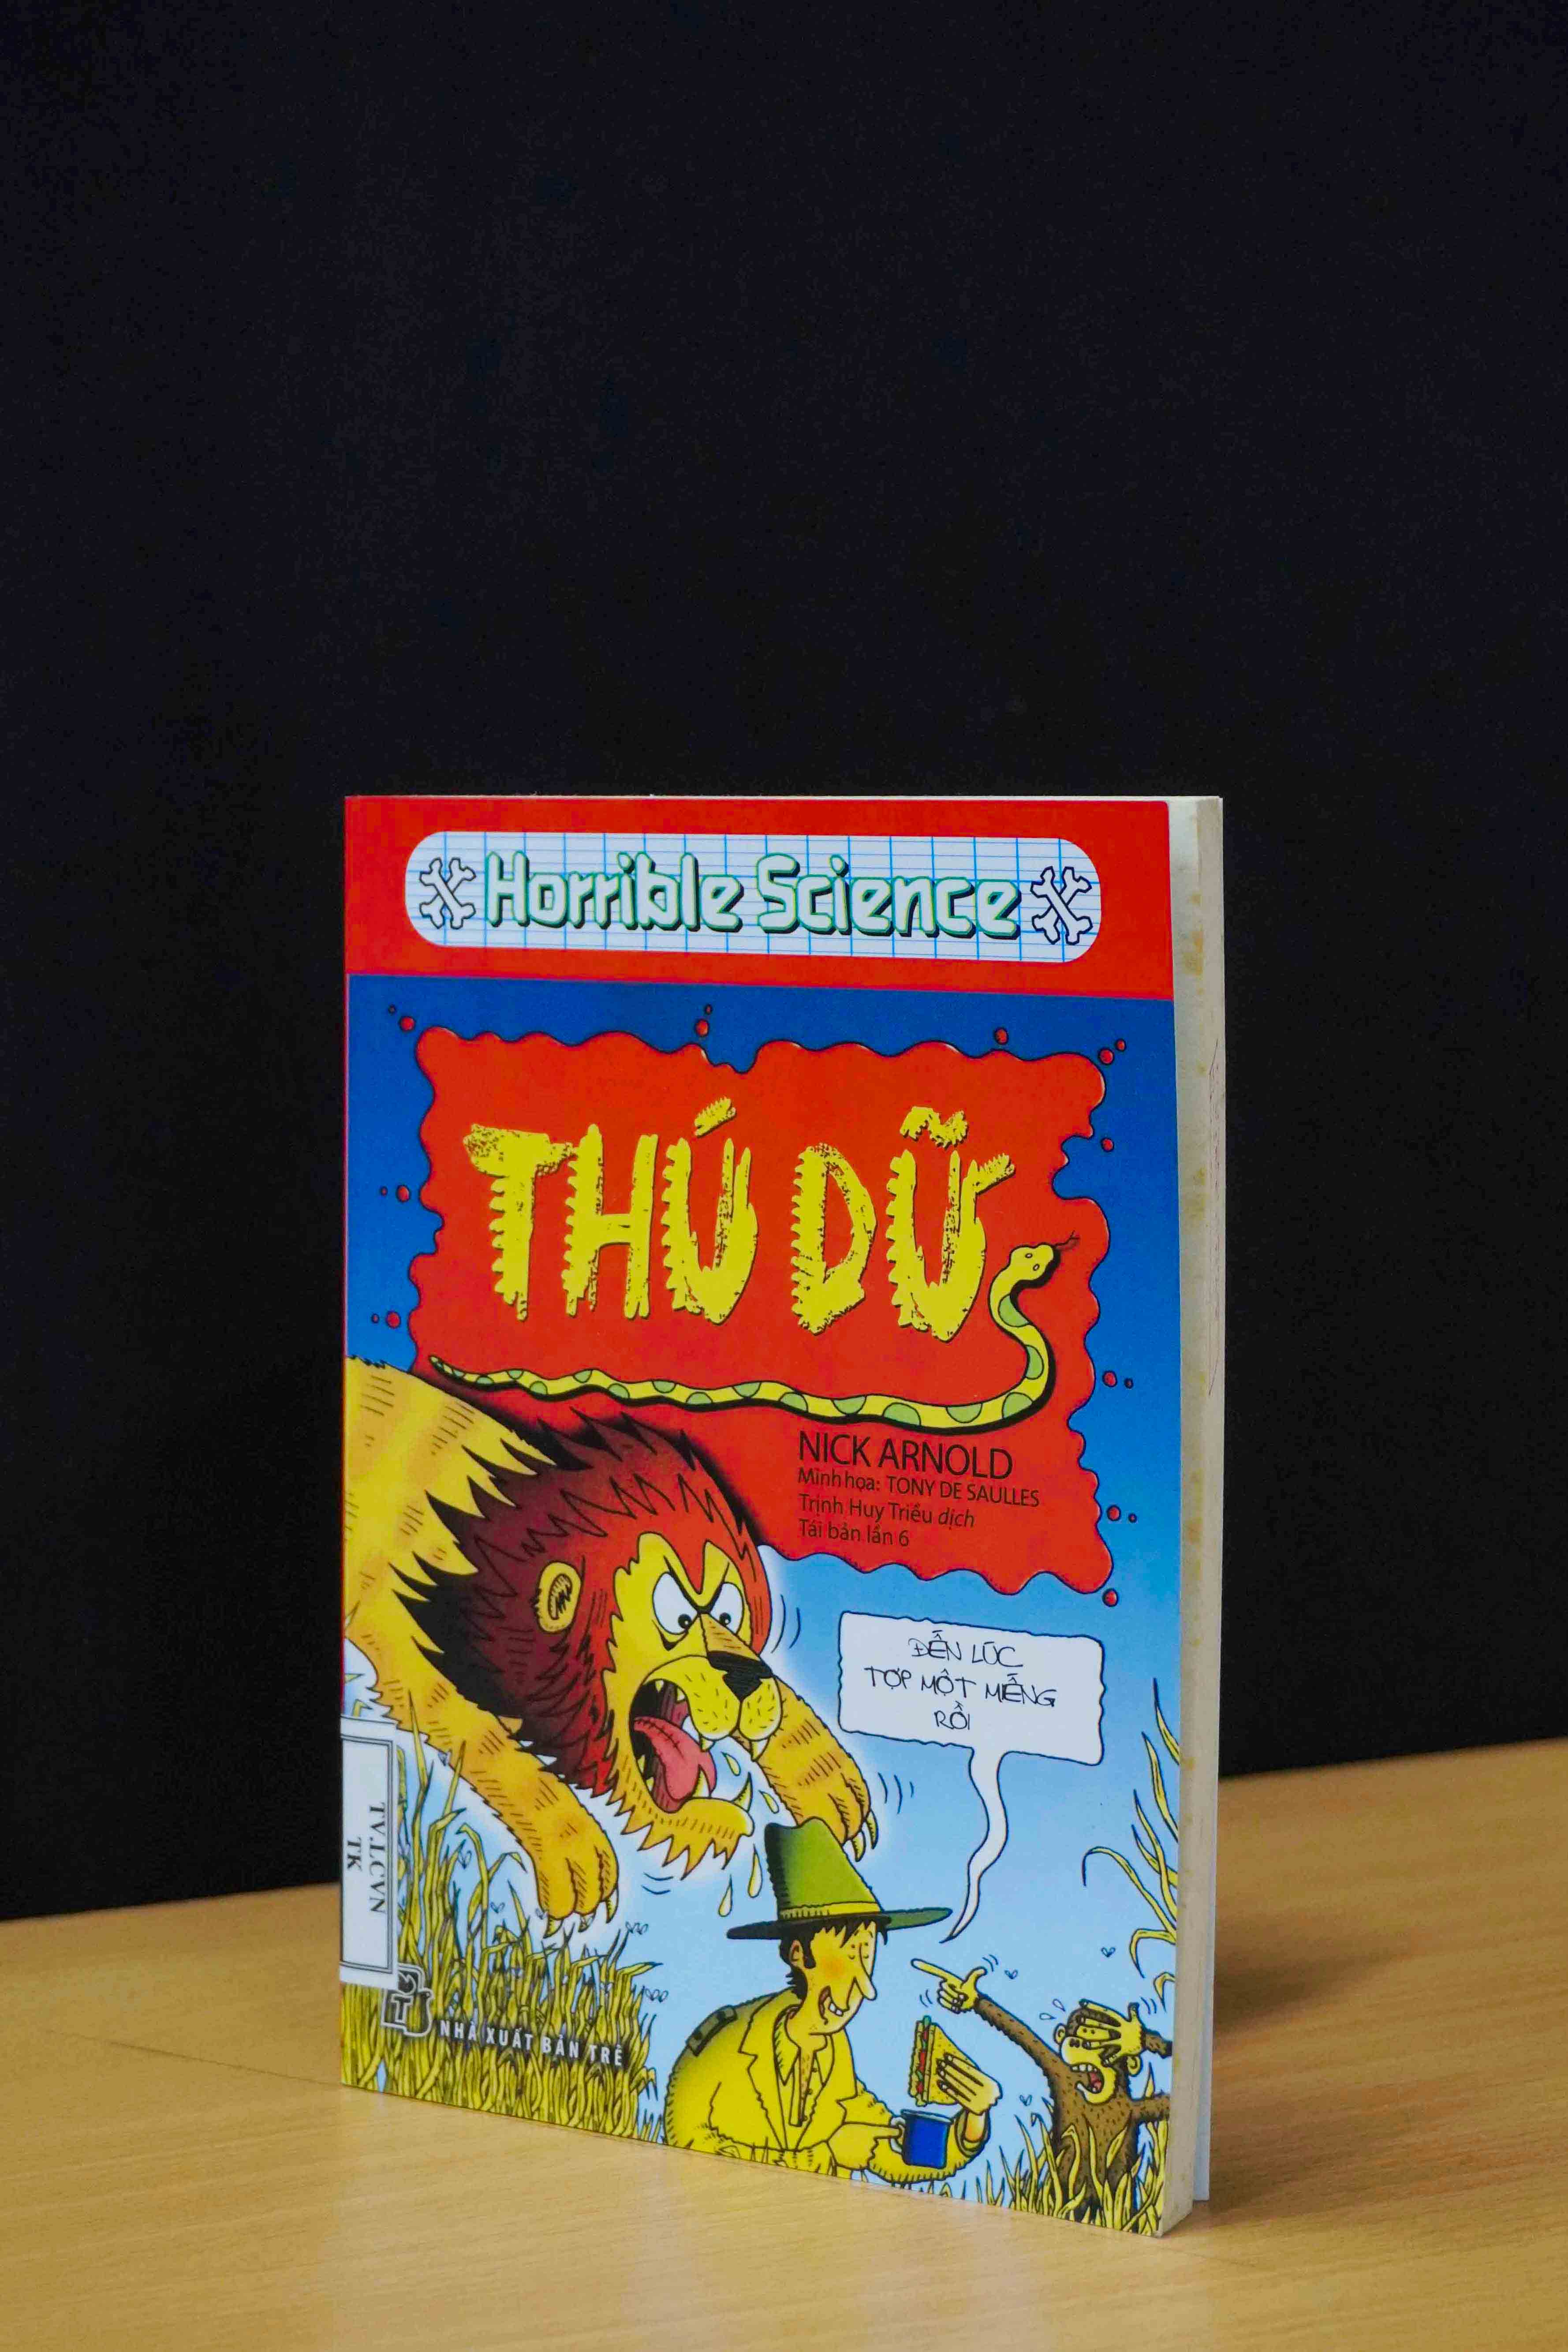 Horrible Science
THÚ DỮ
NICK ARNOLD
Minh họa: TONY DE SAULLES
Trịnh Huy Triều dịch
Tái bản lần 6
ĐẾN LÚC
TỢP MỘT MIẾNG
RỒI
TV.LCVN
TK
NHÀ XUẤT BẢN TRẺ